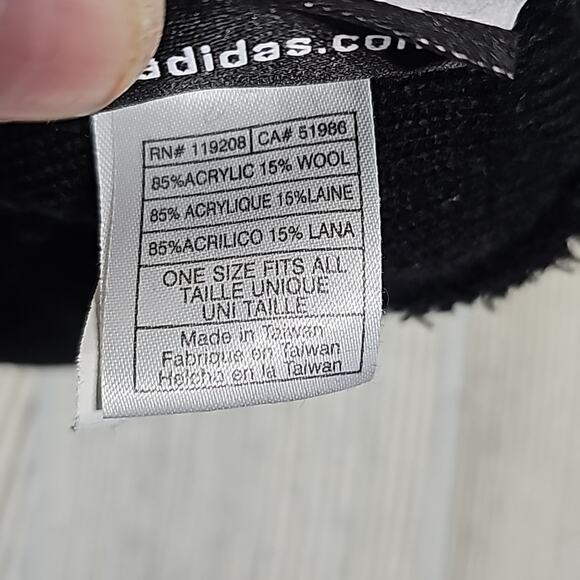 adidas.com
RN# 119208 CA# 51986
85%ACRYLIC 15% WOOL
85% ACRYLIQUE 15%LAINE
85%ACRILICO 15% LANA
ONE SIZE FITS ALL
TAILLE UNIQUE
UNI TAILLE
Made in Taiwan
Fabrique en Taiwan
Helcha en la Taiwan